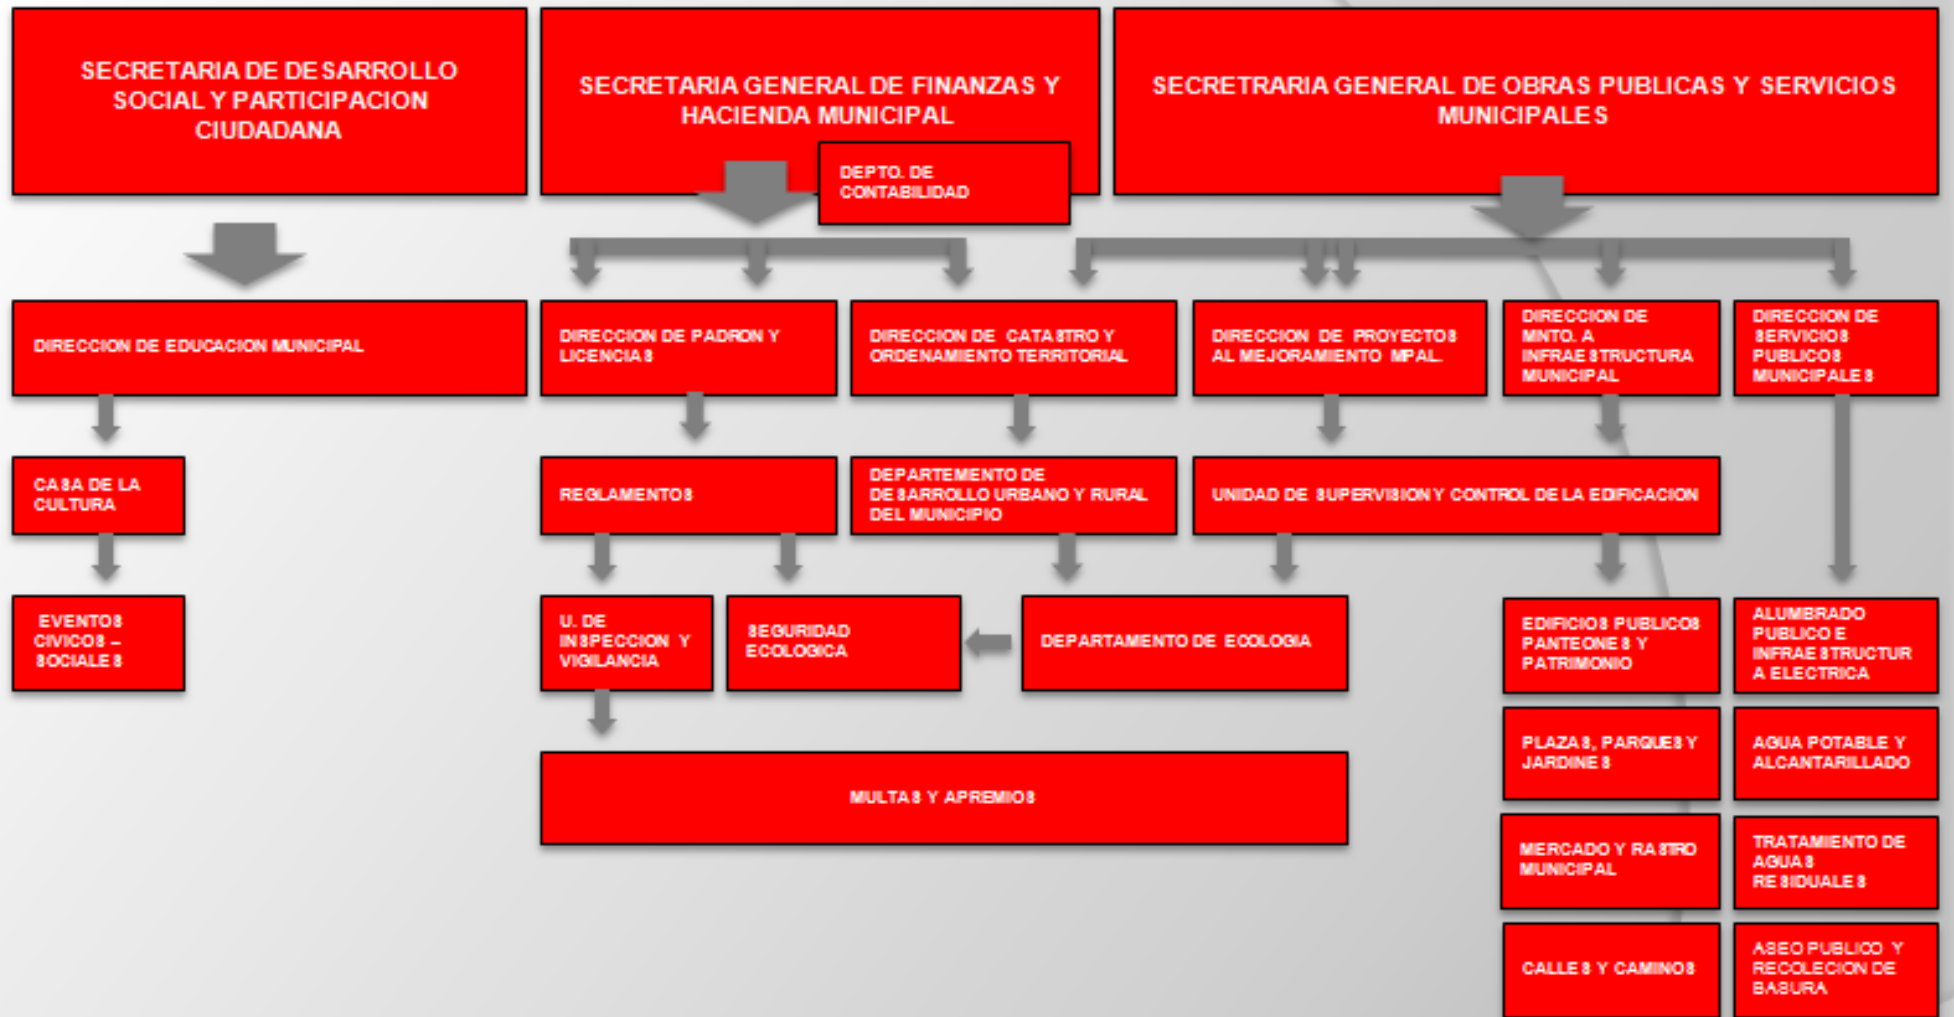 SECRETARIA DE DESARROLLO
SOCIAL Y PARTICIPACION
CIUDADANA
SECRETARIA GENERAL DE FINANZAS Y
HACIENDA MUNICIPAL
DEPTO. DE
CONTABILIDAD
SECRETRARIA GENERAL DE OBRAS PUBLICAS Y SERVICIOS
MUNICIPALES
DIRECCION DE EDUCACION MUNICIPAL
DIRECCION DE PADRON Y
LICENCIAS
DIRECCION DE CATASTRO Y
ORDENAMIENTO TERRITORIAL
DIRECCION DE PROYECTOS
AL MEJORAMIENTO MPAL.
DIRECCION DE
MNTO. A
INFRAESTRUCTURA
MUNICIPAL
DIRECCION DE
SERVICIOS
PUBLICOS
MUNICIPALES
CASA DE LA
CULTURA
REGLAMENTOS
DEPARTEMENTO DE
DESARROLLO URBANO Y RURAL
DEL MUNICIPIO
UNIDAD DE SUPERVISION Y CONTROL DE LA EDIFICACION
EVENTOS
CIVICOS –
SOCIALES
U. DE
INSPECCION Y
VIGILANCIA
SEGURIDAD
ECOLOGICA
DEPARTAMENTO DE ECOLOGIA
EDIFICIOS PUBLICOS
PANTEONES Y
PATRIMONIO
ALUMBRADO
PUBLICO E
INFRAESTRUCTUR
A ELECTRICA
MULTAS Y APREMIOS
PLAZAS, PARQUES Y
JARDINES
AGUA POTABLE Y
ALCANTARILLADO
MERCADO Y RASTRO
MUNICIPAL
TRATAMIENTO DE
AGUAS
RESIDUALES
CALLES Y CAMINOS
ASEO PUBLICO Y
RECOLECION DE
BASURA